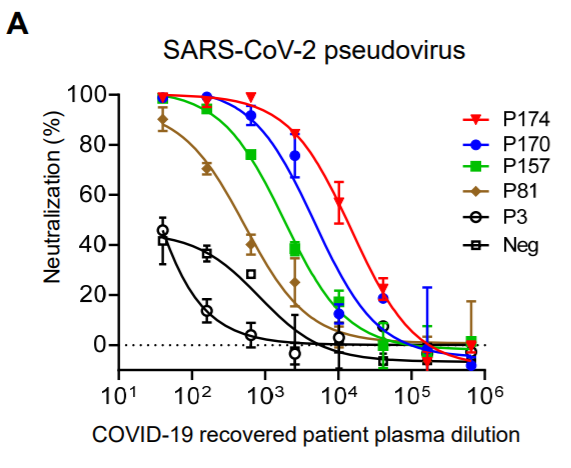 A
SARS-CoV-2 pseudovirus
Neutralization (%)
100
80
60
40
20
0
10¹ 10² 10³ 10⁴ 10⁵ 10⁶
COVID-19 recovered patient plasma dilution
P174
P170
P157
P81
P3
Neg